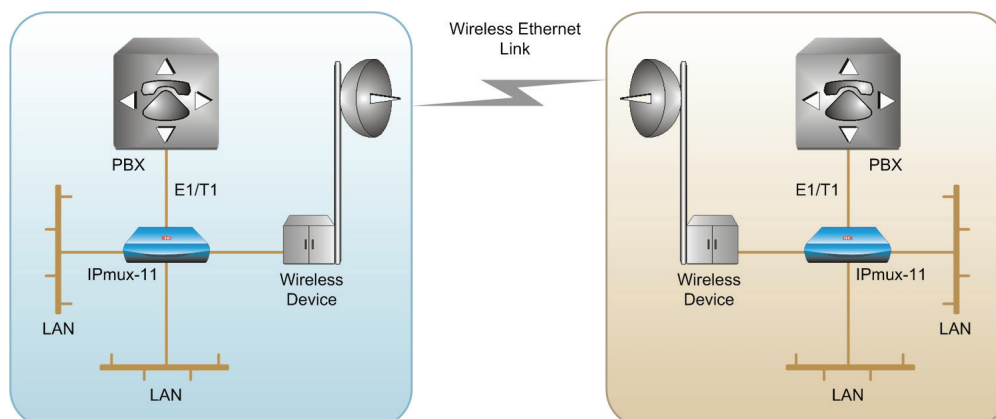 Wireless Ethernet
Link
PBX
E1/T1
IPmux-11
Wireless
Device
LAN
LAN
PBX
E1/T1
Wireless
Device
IPmux-11
LAN
LAN